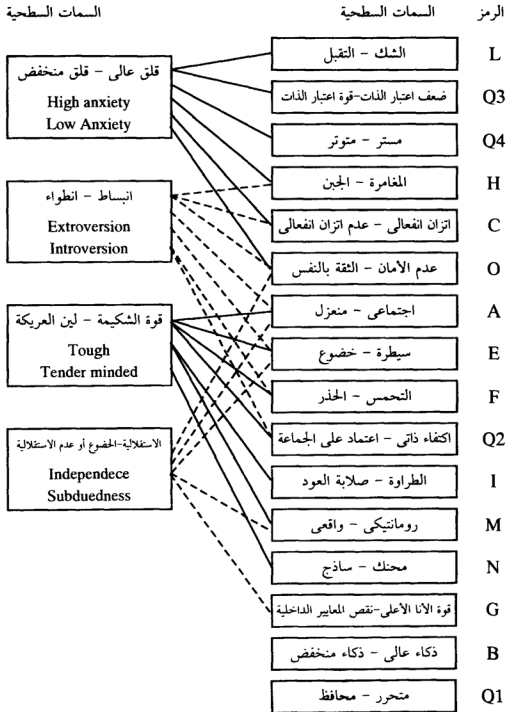 الرمز السمات السطحية السمات السطحية
L الشك – التقبل
Q3 ضعف اعتبار الذات–قوة اعتبار الذات
Q4 مستر – متوتر
H المغامرة – الجبن
C اتزان انفعالى – عدم اتزان انفعالى
O عدم الأمان – الثقة بالنفس
A اجتماعى – منعزل
E سيطرة – خضوع
F التحمس – الحذر
Q2 اكتفاء ذاتى – اعتماد على الجماعة
I الطراوة – صلابة العود
M رومانتيكى – واقعى
N محنك – ساذج
G قوة الأنا الأعلى–نقص المعايير الداخلية
B ذكاء عالى – ذكاء منخفض
Q1 متحرر – محافظ
قلق عالى – قلق منخفض
High anxiety
Low Anxiety
انبساط – انطواء
Extroversion
Introversion
قوة الشكيمة – لين العريكة
Tough
Tender minded
الاستقلالية–الخضوع أو عدم الاستقلالية
Independece
Subduedness